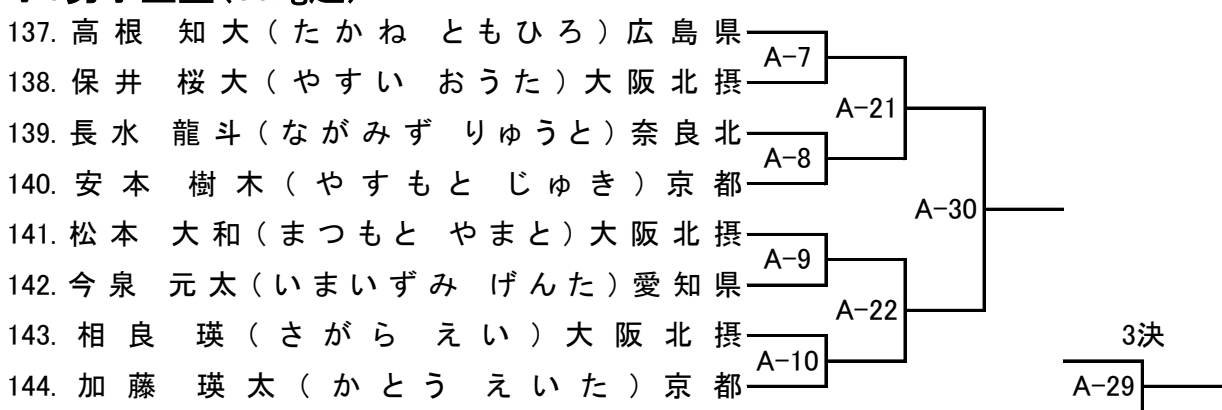 137. 高根 知大(たかね ともひろ)広島県
138. 保井 桜大(やすい おうた)大阪北摂
A-7
139. 長水 龍斗(ながみず りゅうと)奈良北
140. 安本 樹木(やすもと じゅき)京都
A-8
A-21
141. 松本 大和(まつもと やまと)大阪北摂
142. 今泉 元太(いまいずみ げんた)愛知県
A-9
143. 相良 瑛(さがら えい)大阪北摂
144. 加藤 瑛太(かとう えいた)京都
A-10
A-22
A-30
3決
A-29